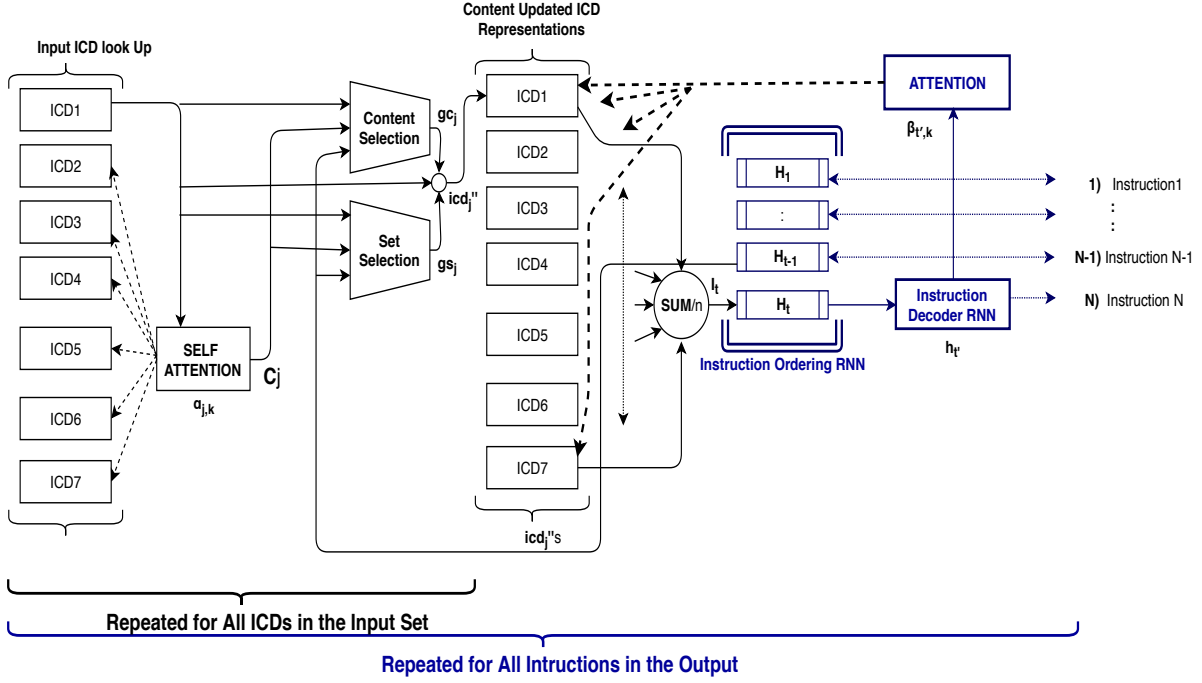 Input ICD look Up
ICD1
ICD2
ICD3
ICD4
ICD5
ICD6
ICD7
SELF
ATTENTION
αj,k
Cj
Content
Selection
gcj
icdj"
Set
Selection
gsj
Content Updated ICD
Representations
ICD1
ICD2
ICD3
ICD4
ICD5
ICD6
ICD7
icdj"s
SUM/n
It
H1
:
Ht-1
Ht
Instruction Ordering RNN
ATTENTION
βt',k
Instruction
Decoder RNN
ht'
1) Instruction1
:
:
N-1) Instruction N-1
N) Instruction N
Repeated for All ICDs in the Input Set
Repeated for All Intructions in the Output